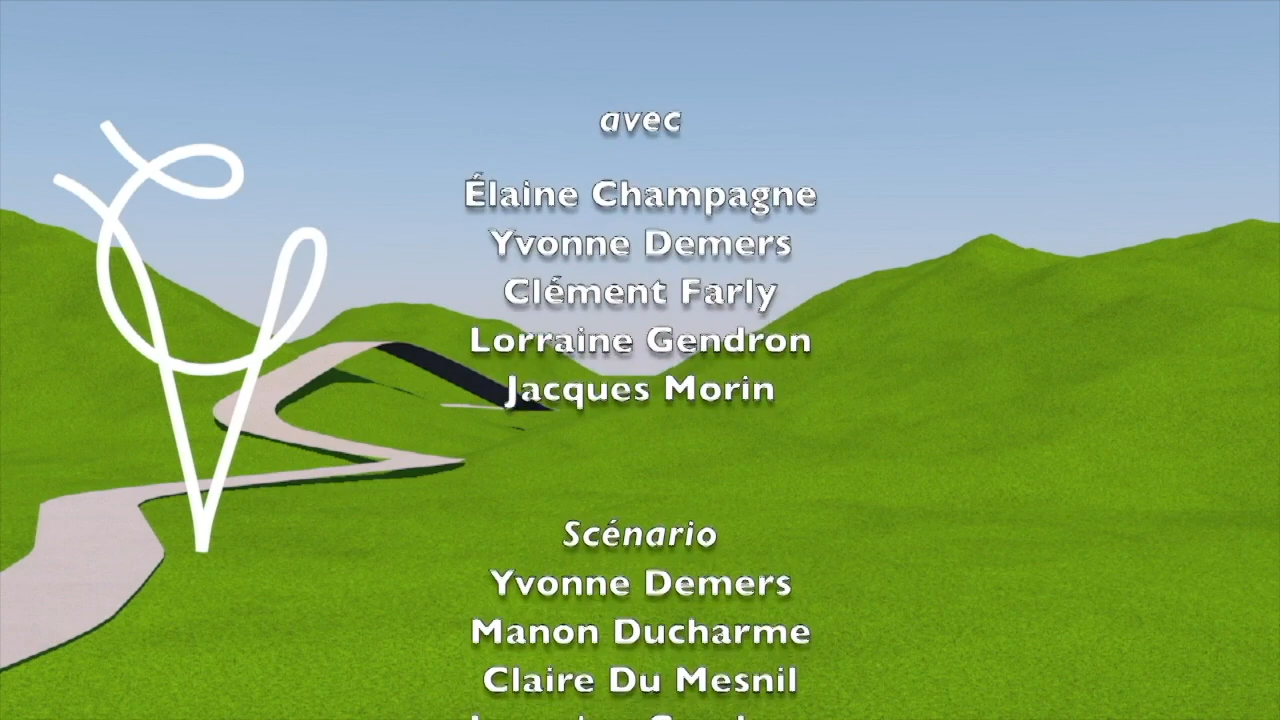 avec
Élaine Champagne
Yvonne Demers
Clément Farly
Lorraine Gendron
Jacques Morin
Scénario
Yvonne Demers
Manon Ducharme
Claire Du Mesnil